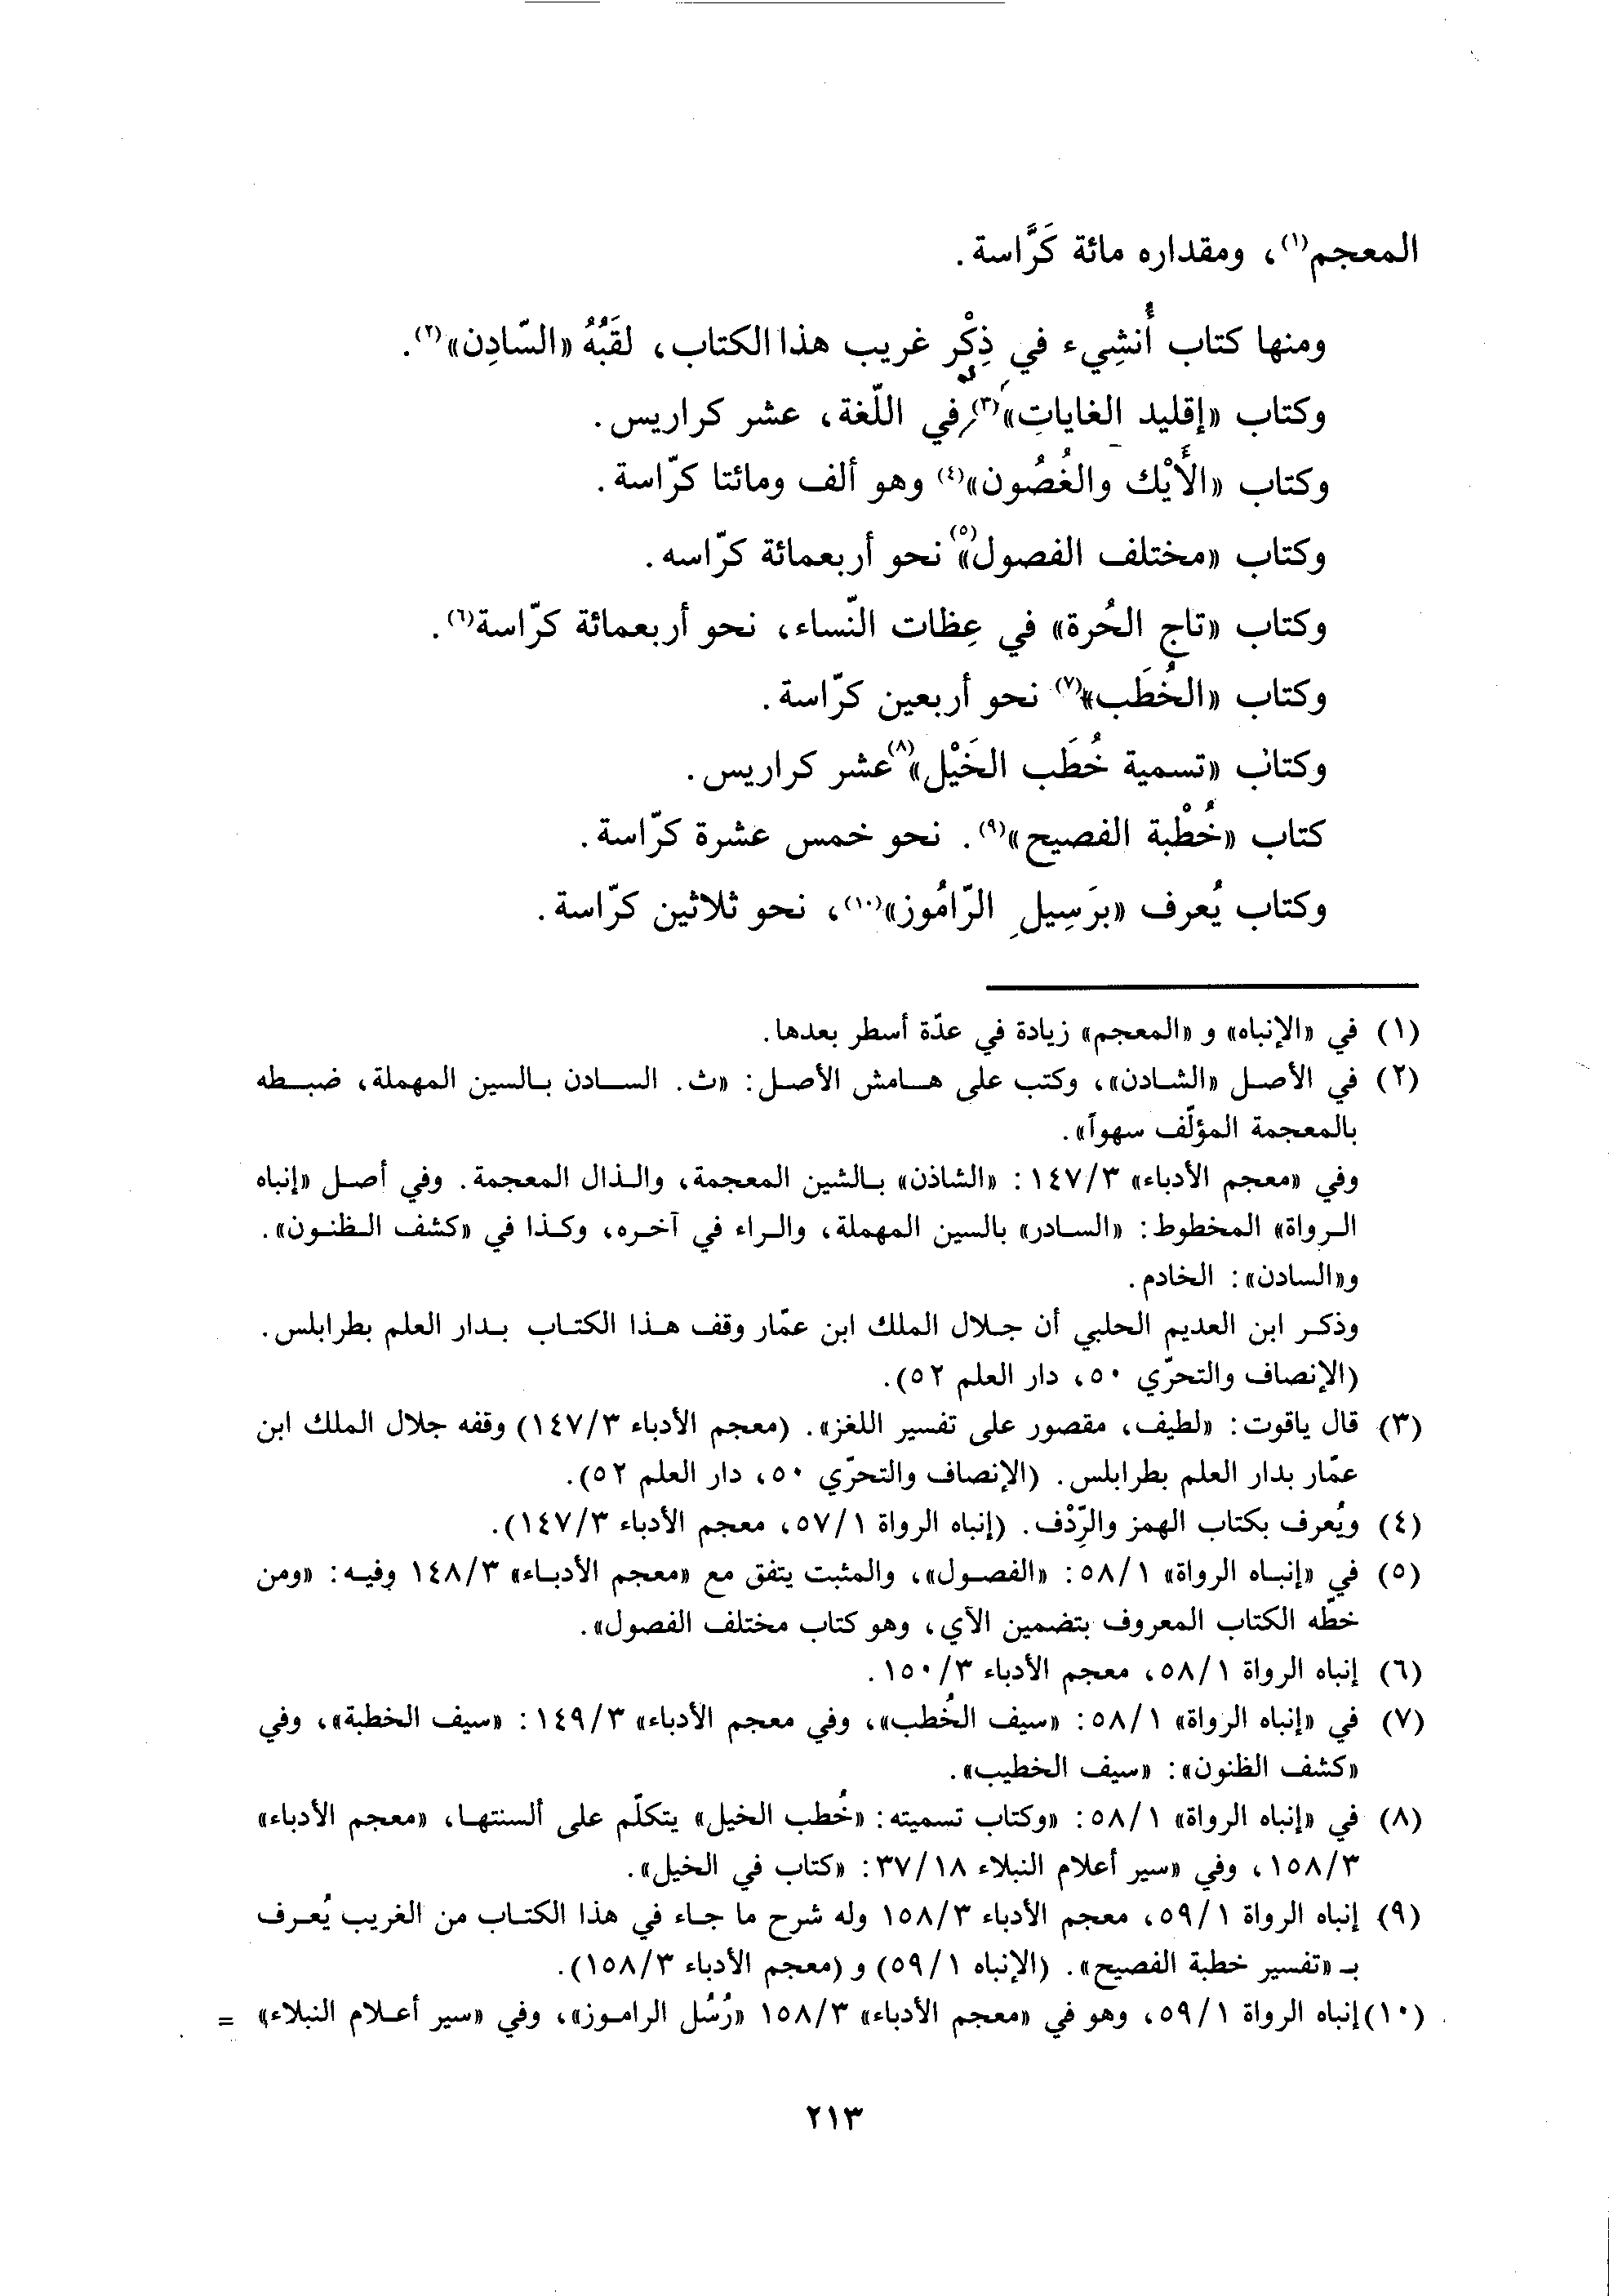 المعجم(١)، ومقداره مائة كَرَّاسة.
ومنها كتاب أُنشِيء في ذِكْر غريب هذا الكتاب، لقَبُهُ «السّادِن»(٢).
وكتاب «إقليد الغاياتِ»(٣) في اللّغة، عشر كراريس.
وكتاب «الأَيْك والغُصُون»(٤) وهو ألف ومائتا كرّاسة.
وكتاب «مختلف الفصول»(٥) نحو أربعمائة كرّاسه.
وكتاب «تاج الحُرة» في عِظات النّساء، نحو أربعمائة كرّاسة(٦).
وكتاب «الخُطَب»(٧) نحو أربعين كرّاسة.
وكتاب «تسمية خُطَب الخَيْل»(٨) عشر كراريس.
كتاب «خُطْبة الفصيح»(٩). نحو خمس عشرة كرّاسة.
وكتاب يُعرف «برَسِيلِ الرّامُوز»(١٠)، نحو ثلاثين كرّاسة.
(١) في «الإنباه» و «المعجم» زيادة في عدّة أسطر بعدها.
(٢) في الأصل «الشادن»، وكتب على هامش الأصل: «ث. السادن بالسين المهملة، ضبطه
بالمعجمة المؤلّف سهواً».
وفي «معجم الأدباء» ١٤٧/٣: «الشاذن» بالشين المعجمة، والذال المعجمة. وفي أصل «إنباه
الرواة» المخطوط: «السادر» بالسين المهملة، والراء في آخره، وكذا في «كشف الظنون».
و«السادن»: الخادم.
وذكر ابن العديم الحلبي أن جلال الملك ابن عمّار وقف هذا الكتاب بدار العلم بطرابلس.
(الإنصاف والتحرّي ٥٠، دار العلم ٥٢).
(٣) قال ياقوت: «لطيف، مقصور على تفسير اللغز». (معجم الأدباء ١٤٧/٣) وقفه جلال الملك ابن
عمّار بدار العلم بطرابلس. (الإنصاف والتحرّي ٥٠، دار العلم ٥٢).
(٤) ويُعرف بكتاب الهمز والرِّدْف. (إنباه الرواة ٥٧/١، معجم الأدباء ١٤٧/٣).
(٥) في «إنباه الرواة» ٥٨/١: «الفصول»، والمثبت يتفق مع «معجم الأدباء» ١٤٨/٣ وفيه: «ومن
خطّه الكتاب المعروف بتضمين الآي، وهو كتاب مختلف الفصول».
(٦) إنباه الرواة ٥٨/١، معجم الأدباء ١٥٠/٣.
(٧) في «إنباه الرواة» ٥٨/١: «سيف الخُطب»، وفي معجم الأدباء» ١٤٩/٣: «سيف الخطبة»، وفي
«كشف الظنون»: «سيف الخطيب».
(٨) في «إنباه الرواة» ٥٨/١: «وكتاب تسميته: «خُطب الخيل» يتكلّم على ألسنتها، «معجم الأدباء»
١٥٨/٣، وفي «سير أعلام النبلاء ٣٧/١٨: «كتاب في الخيل».
(٩) إنباه الرواة ٥٩/١، معجم الأدباء ١٥٨/٣ وله شرح ما جاء في هذا الكتاب من الغريب يُعرف
بـ «تفسير خطبة الفصيح». (الإنباه ٥٩/١) و (معجم الأدباء ١٥٨/٣).
(١٠) إنباه الرواة ٥٩/١، وهو في «معجم الأدباء» ١٥٨/٣ «رُسُل الراموز»، وفي «سير أعلام النبلاء» =
٢١٣